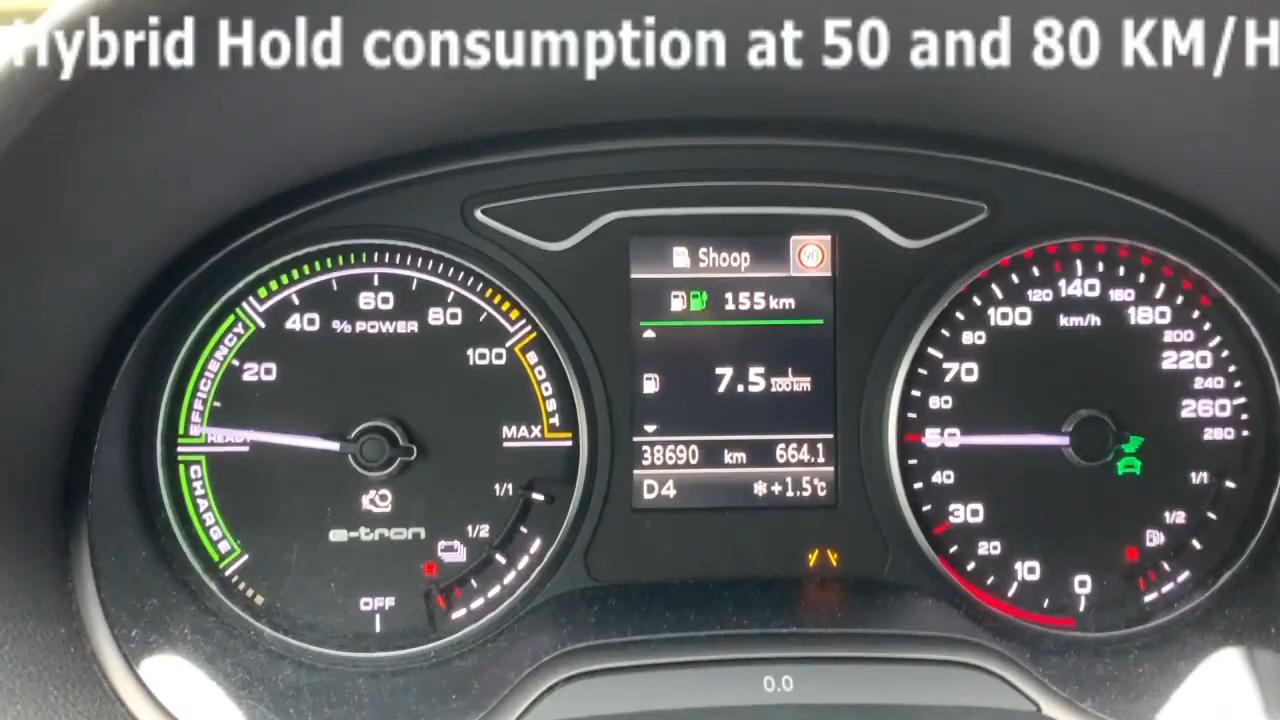 Hybrid Hold consumption at 50 and 80 KM/H
EFFICIENCY
READY
CHARGE
20
40
60
80
100
% POWER
BOOST
MAX
e-tron
OFF
1/2
1/1
Shoop
90
155 km
7.5 L/100km
38690 km 664.1
D4 +1.5°C
0
10
20
30
40
50
60
70
80
100
120
140
160
180
200
220
240
260
280
km/h
1/1
1/2
0.0